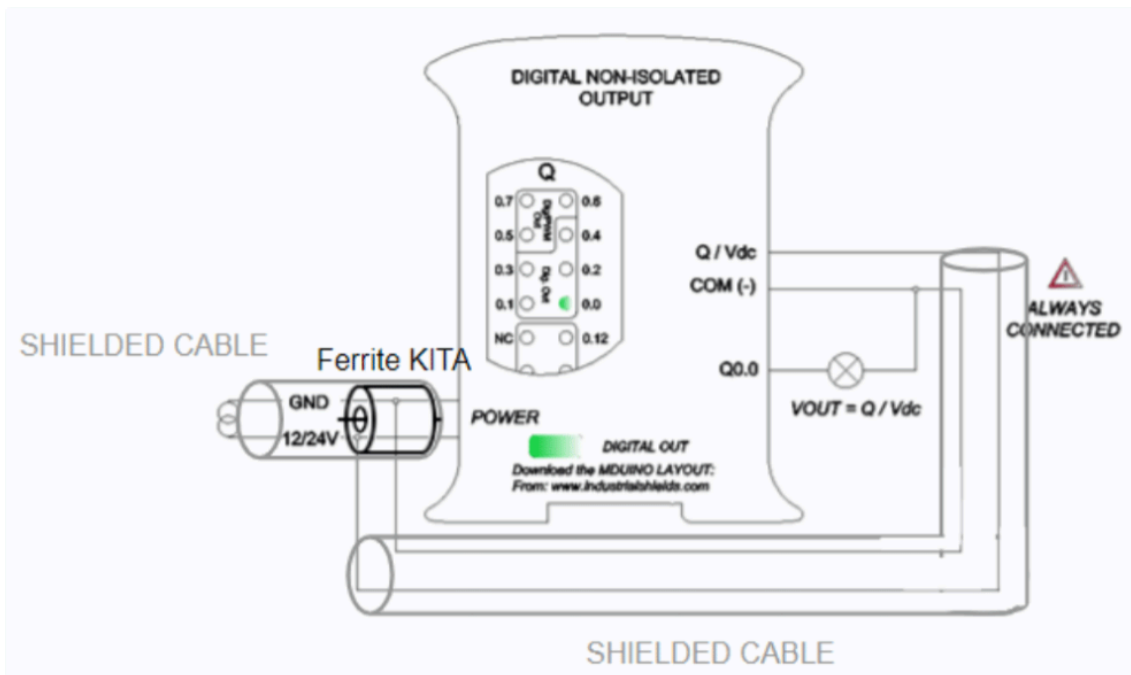 DIGITAL NON-ISOLATED
OUTPUT
Q
0.7
0.6
0.5
0.4
0.3
0.2
0.1
0.0
NC
0.12
Dig. Out
Q / Vdc
COM (-)
Q0.0
VOUT = Q / Vdc
ALWAYS
CONNECTED
SHIELDED CABLE
Ferrite KITA
GND
12/24V
POWER
DIGITAL OUT
Download the MDUINO LAYOUT:
From: www.industrialshields.com
SHIELDED CABLE